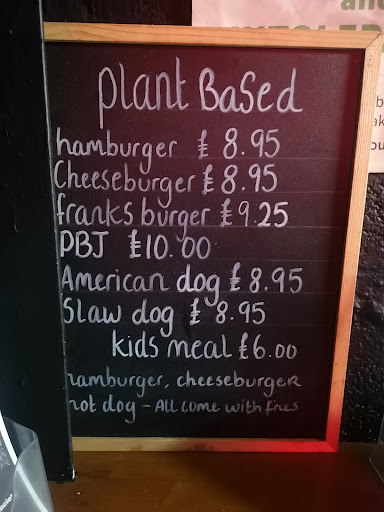 and
plant Based
hamburger £ 8.95
Cheeseburger £ 8.95
franks burger £9.25
PBJ £10.00
American dog £ 8.95
Slaw dog £ 8.95
kids meal £6.00
hamburger, cheeseburger
hot dog - All come with fries